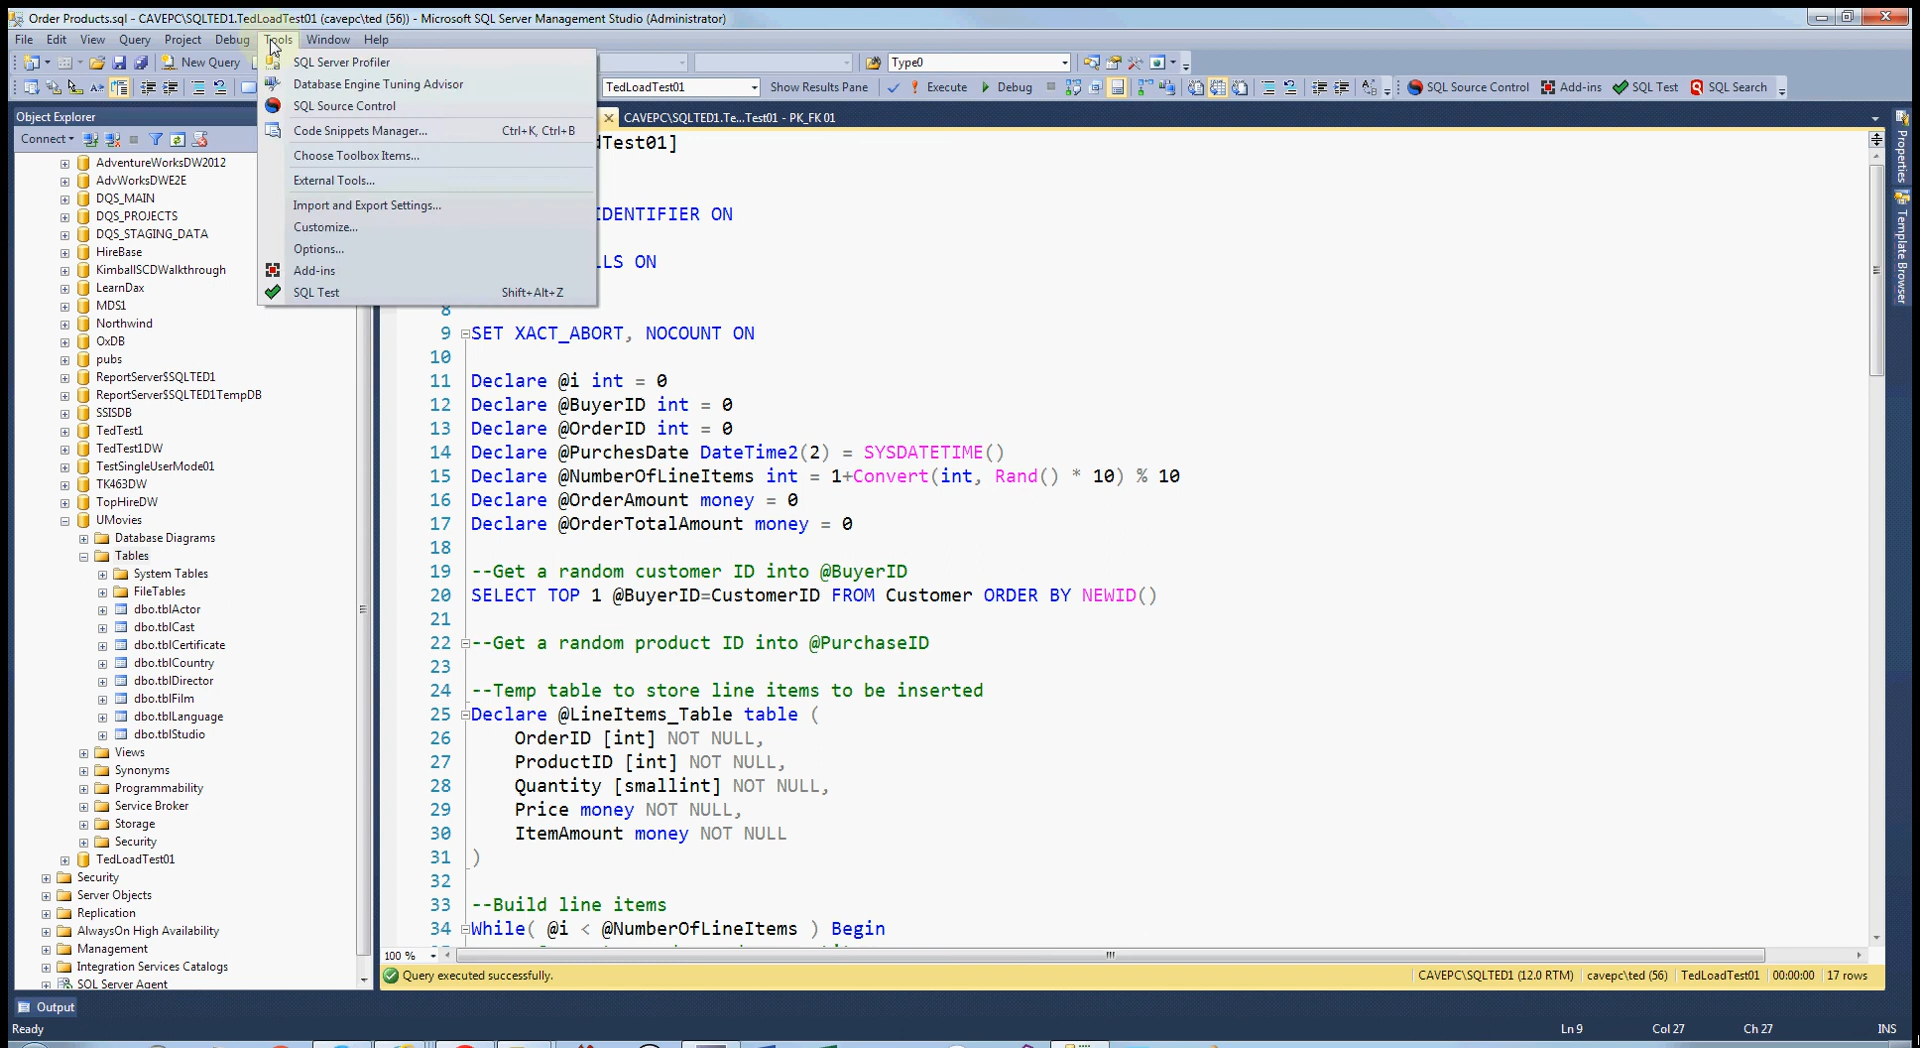 Order Products.sql - CAVEPC\SQLTED1.TedLoadTest01 (cavepc\ted (56)) - Microsoft SQL Server Management Studio (Administrator)
File Edit View Query Project Debug Tools Window Help
New Query
Type0
TedLoadTest01
Show Results Pane
Execute
Debug
SQL Source Control
Add-ins
SQL Test
SQL Search
SQL Server Profiler
Database Engine Tuning Advisor
SQL Source Control
Code Snippets Manager... Ctrl+K, Ctrl+B
Choose Toolbox Items...
External Tools...
Import and Export Settings...
Customize...
Options...
Add-ins
SQL Test Shift+Alt+Z
Object Explorer
Connect
AdventureWorksDW2012
AdvWorksDWE2E
DQS_MAIN
DQS_PROJECTS
DQS_STAGING_DATA
HireBase
KimballSCDWalkthrough
LearnDax
MDS1
Northwind
OxDB
pubs
ReportServer$SQLTED1
ReportServer$SQLTED1TempDB
SSISDB
TedTest1
TedTest1DW
TestSingleUserMode01
TK463DW
TopHireDW
UMovies
Database Diagrams
Tables
System Tables
FileTables
dbo.tblActor
dbo.tblCast
dbo.tblCertificate
dbo.tblCountry
dbo.tblDirector
dbo.tblFilm
dbo.tblLanguage
dbo.tblStudio
Views
Synonyms
Programmability
Service Broker
Storage
Security
TedLoadTest01
Security
Server Objects
Replication
AlwaysOn High Availability
Management
Integration Services Catalogs
SQL Server Agent
CAVEPC\SQLTED1.Te...Test01 - PK_FK 01
dTest01]
IDENTIFIER ON
LLS ON
8
9 SET XACT_ABORT, NOCOUNT ON
10
11 Declare @i int = 0
12 Declare @BuyerID int = 0
13 Declare @OrderID int = 0
14 Declare @PurchesDate DateTime2(2) = SYSDATETIME()
15 Declare @NumberOfLineItems int = 1+Convert(int, Rand() * 10) % 10
16 Declare @OrderAmount money = 0
17 Declare @OrderTotalAmount money = 0
18
19 --Get a random customer ID into @BuyerID
20 SELECT TOP 1 @BuyerID=CustomerID FROM Customer ORDER BY NEWID()
21
22 --Get a random product ID into @PurchaseID
23
24 --Temp table to store line items to be inserted
25 Declare @LineItems_Table table (
26 OrderID [int] NOT NULL,
27 ProductID [int] NOT NULL,
28 Quantity [smallint] NOT NULL,
29 Price money NOT NULL,
30 ItemAmount money NOT NULL
31 )
32
33 --Build line items
34 While( @i < @NumberOfLineItems ) Begin
100 %
Query executed successfully.
CAVEPC\SQLTED1 (12.0 RTM) cavepc\ted (56) TedLoadTest01 00:00:00 17 rows
Properties
Template Browser
Output
Ready
Ln 9 Col 27 Ch 27 INS